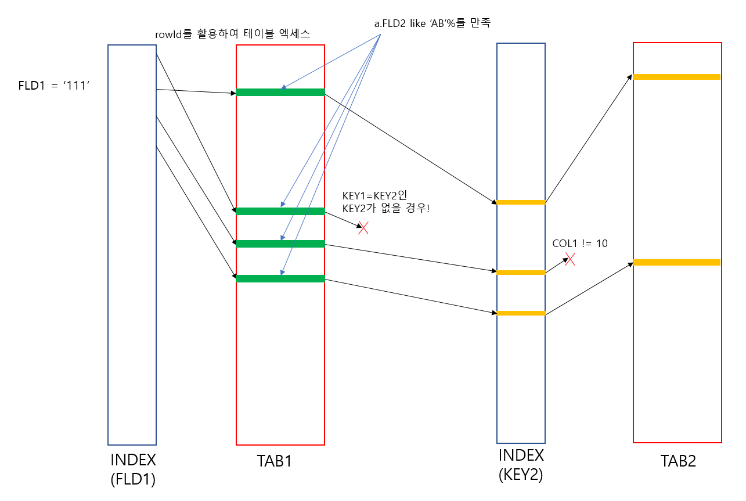 rowId를 활용하여 테이블 엑세스
a.FLD2 like ‘AB’%를 만족
FLD1 = ‘111’
KEY1=KEY2인
KEY2가 없을 경우!
COL1 != 10
INDEX
(FLD1)
TAB1
INDEX
(KEY2)
TAB2